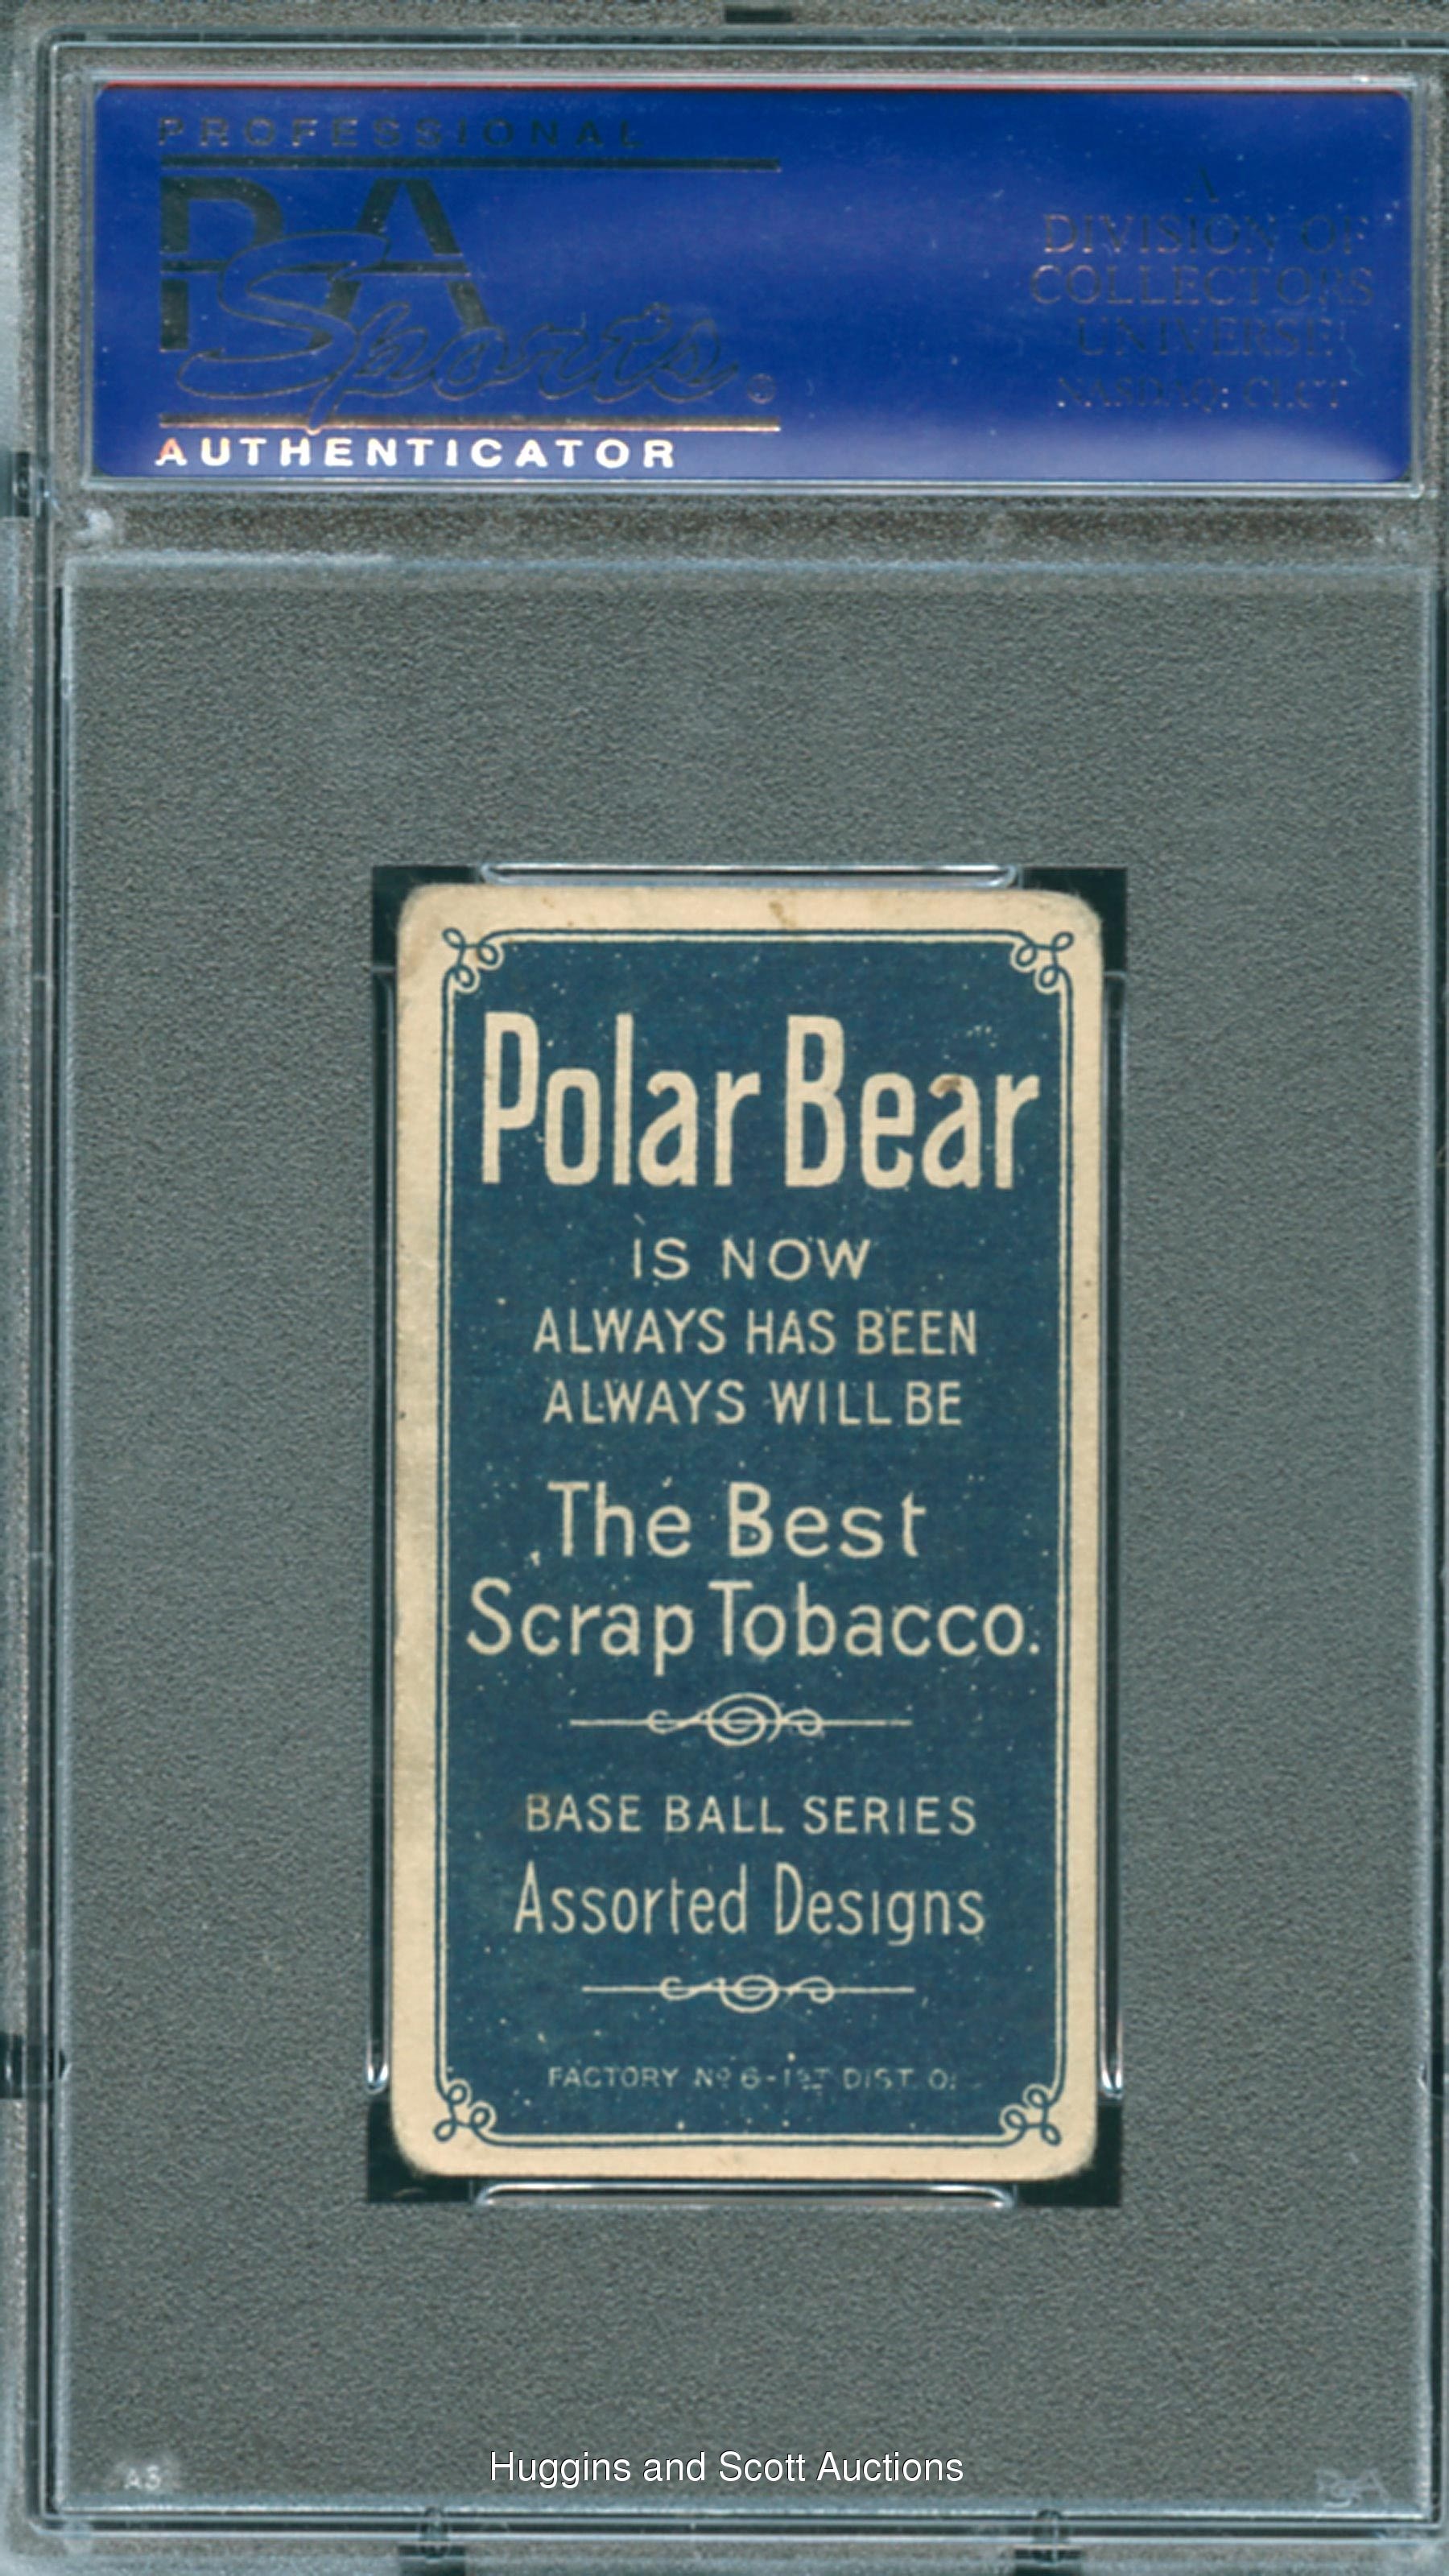 PROFESSIONAL
PSA
Sports®
AUTHENTICATOR
A
DIVISION OF
COLLECTORS
UNIVERSE
NASDAQ: CLCT
Polar Bear
IS NOW
ALWAYS HAS BEEN
ALWAYS WILL BE
The Best
Scrap Tobacco.
BASE BALL SERIES
Assorted Designs
FACTORY Nº 6-1ST DIST. O.
Huggins and Scott Auctions
A3
PSA